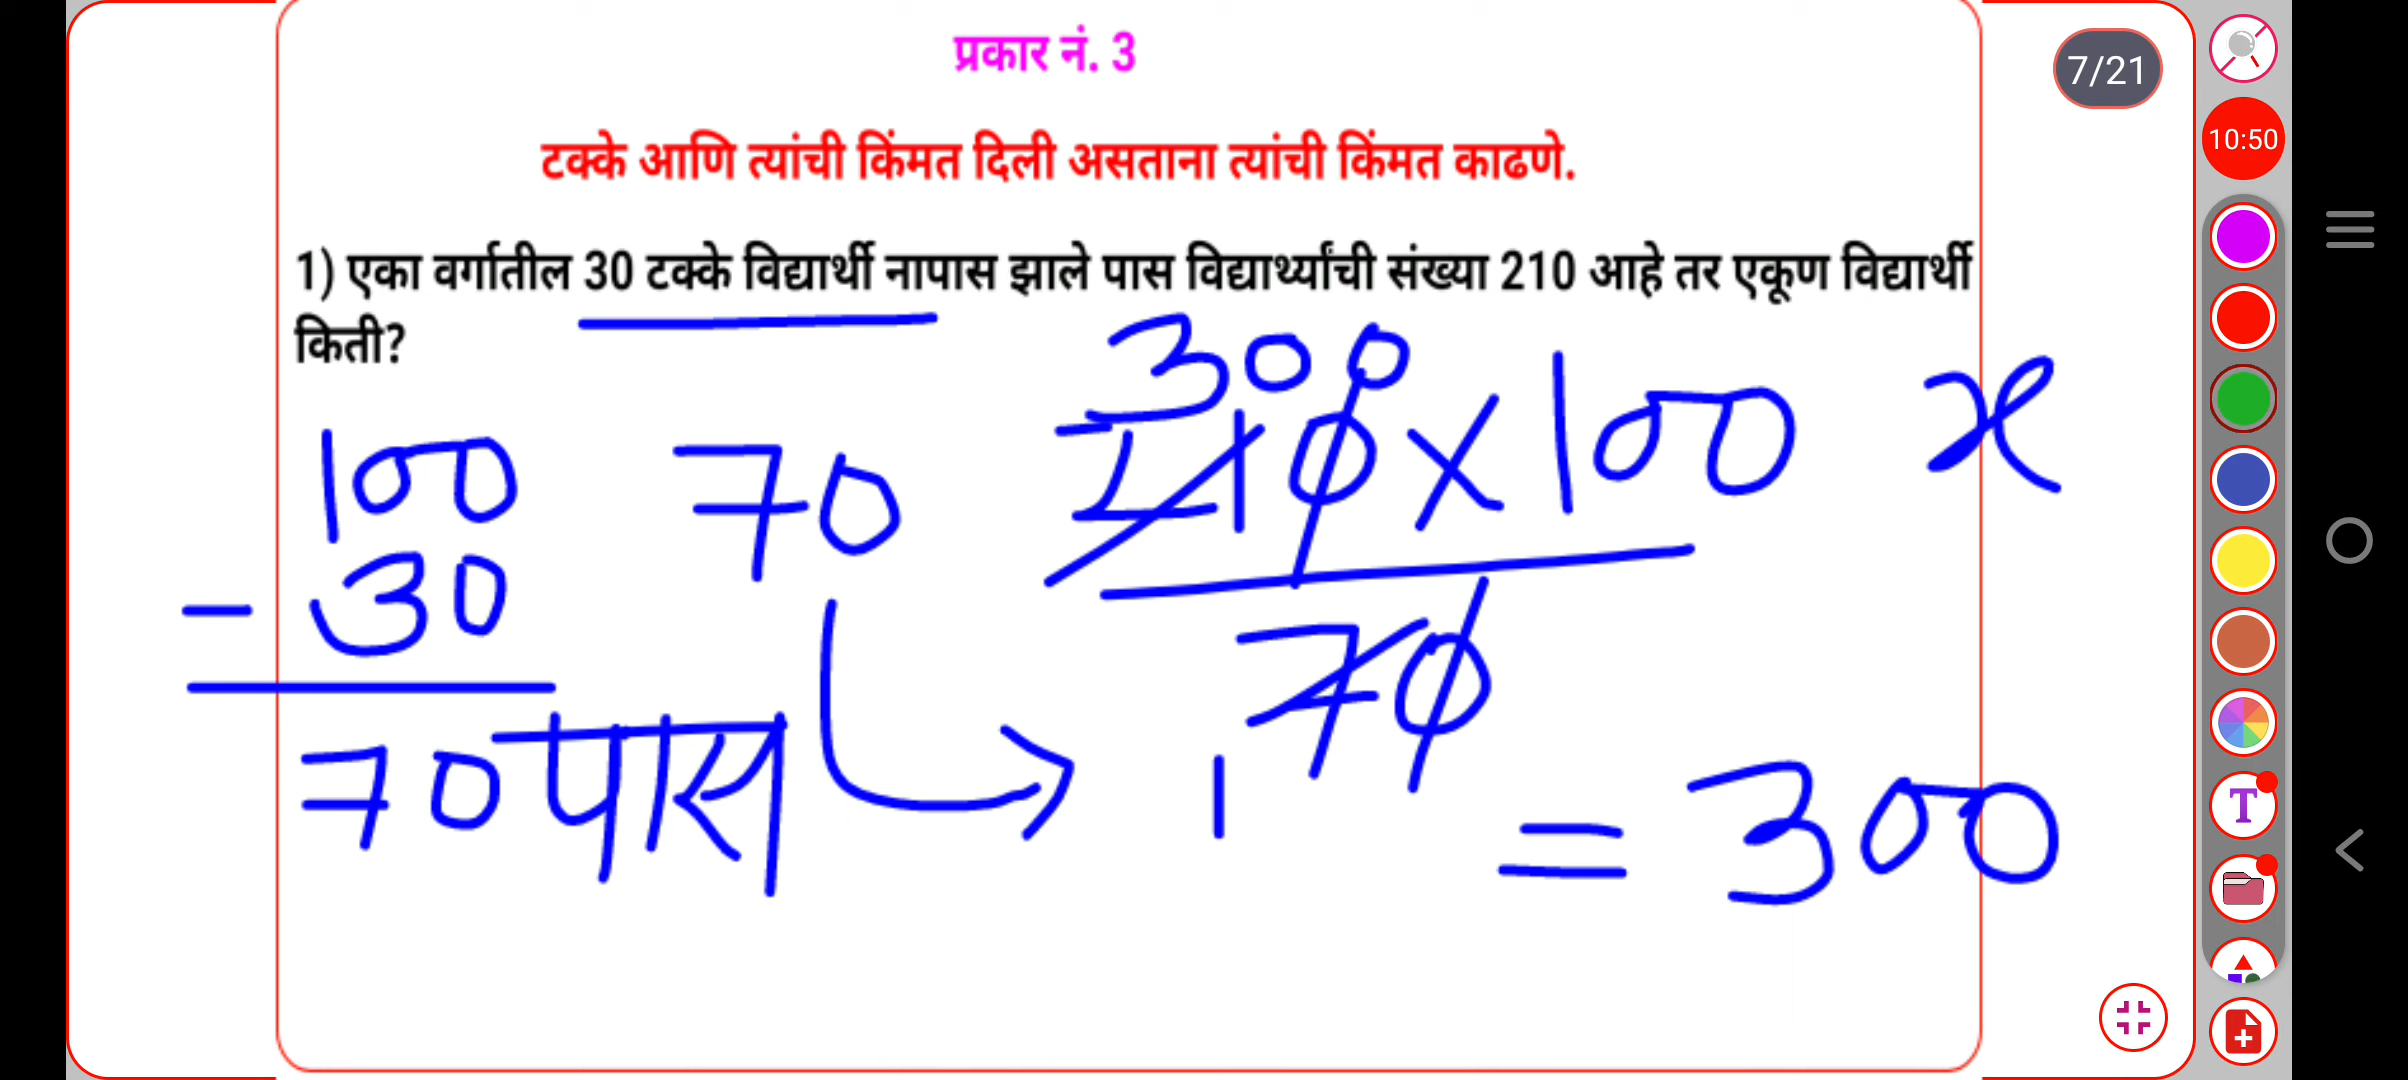 प्रकार नं. 3
7/21
10:50
टक्के आणि त्यांची किंमत दिली असताना त्यांची किंमत काढणे.
1) एका वर्गातील 30 टक्के विद्यार्थी नापास झाले पास विद्यार्थ्यांची संख्या 210 आहे तर एकूण विद्यार्थी
किती?
300
100 70 210 × 100 x
- 30
70
70 पास
1
= 300
T